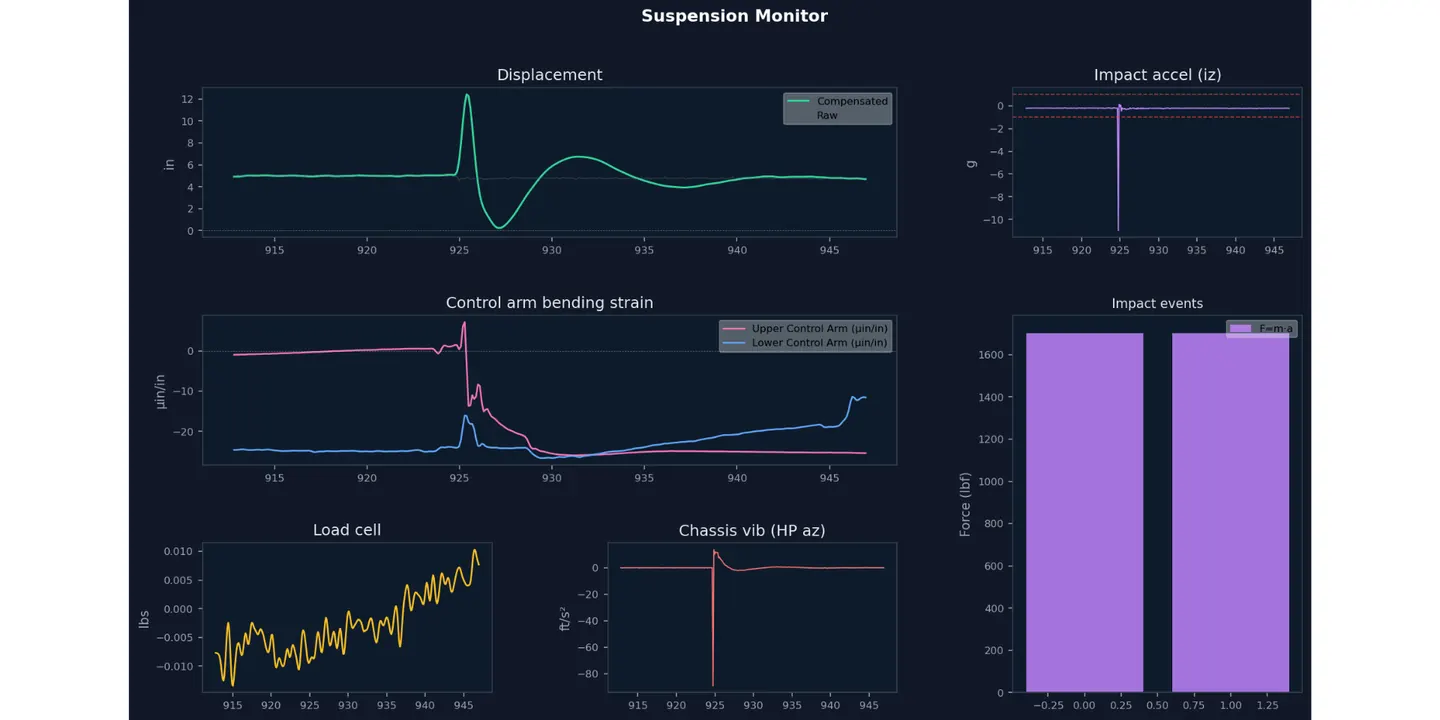 Suspension Monitor
Displacement
12
10
8
6
4
2
0
in
Compensated
Raw
915 920 925 930 935 940 945
Impact accel (iz)
0
−2
−4
−6
−8
−10
g
915 920 925 930 935 940 945
Control arm bending strain
0
−10
−20
μin/in
Upper Control Arm (μin/in)
Lower Control Arm (μin/in)
915 920 925 930 935 940 945
Impact events
F=m·a
1600
1400
1200
1000
800
600
400
200
0
Force (lbf)
−0.25 0.00 0.25 0.50 0.75 1.00 1.25
Load cell
0.010
0.005
0.000
−0.005
−0.010
lbs
915 920 925 930 935 940 945
Chassis vib (HP az)
0
−20
−40
−60
−80
ft/s²
915 920 925 930 935 940 945